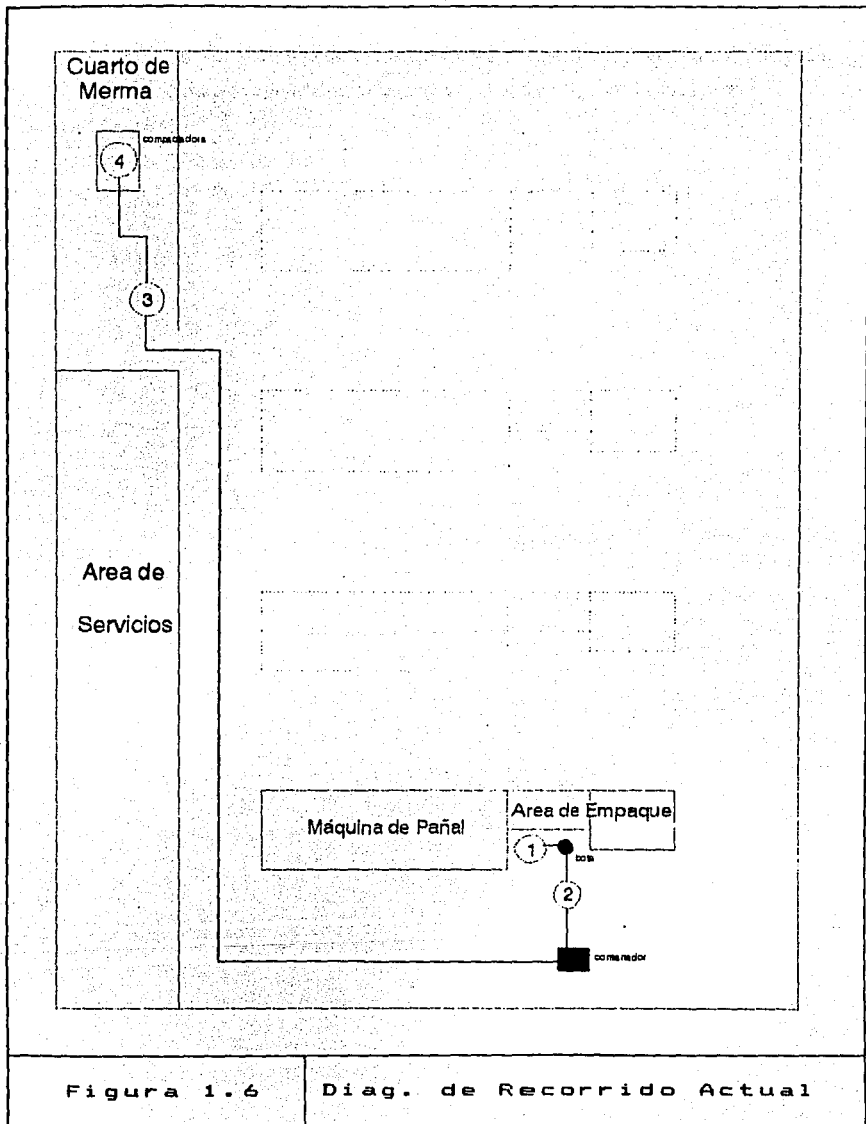 Cuarto de
Merma
compactadora
4
3
Area de
Servicios
Máquina de Pañal
Area de Empaque
1
2
Figura 1.6
Diag. de Recorrido Actual